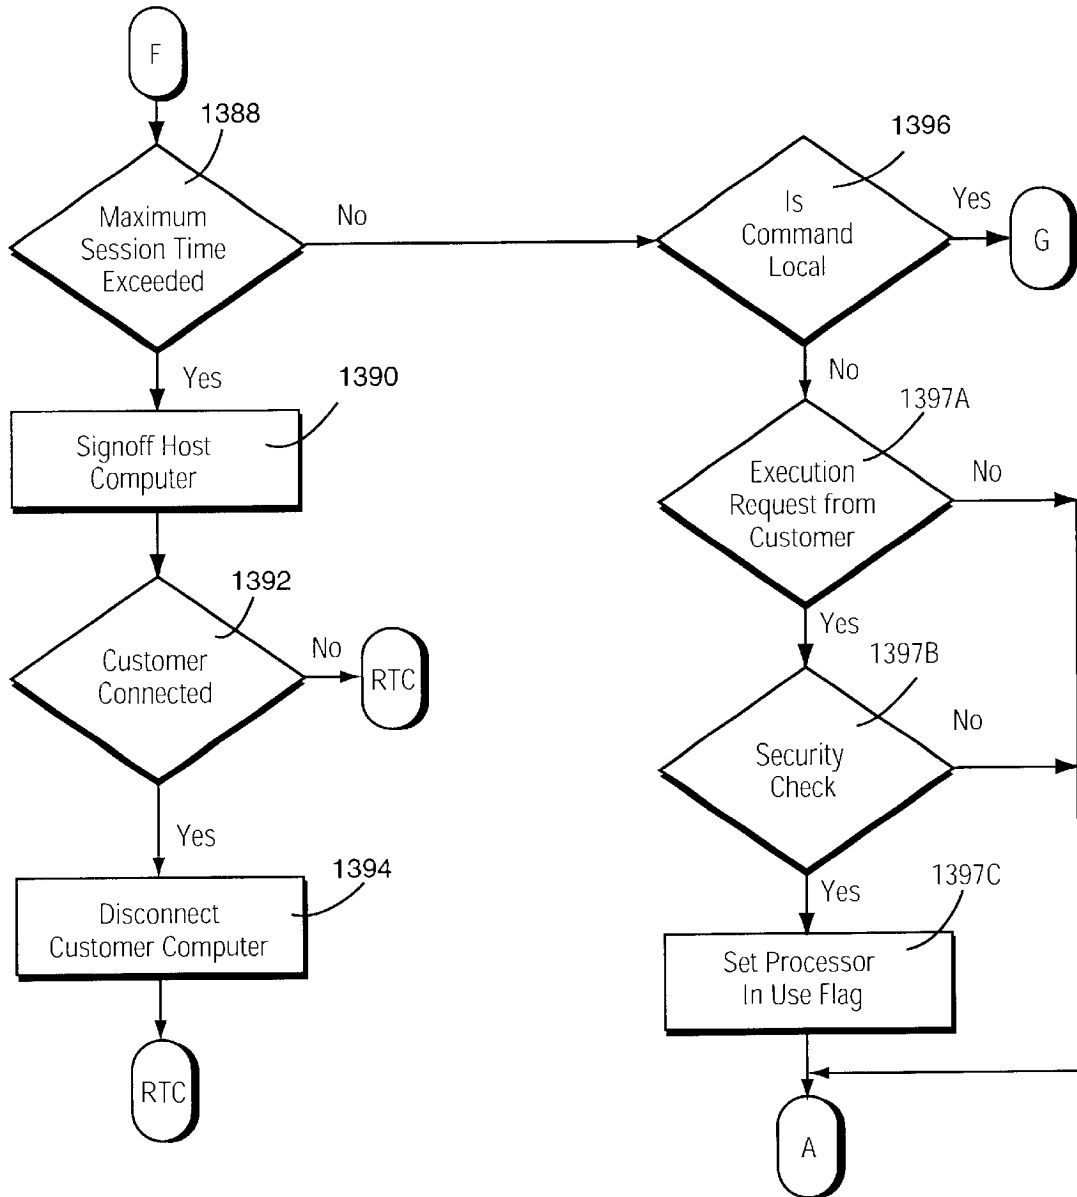 F
1388
Maximum
Session Time
Exceeded
No
Yes
1390
Signoff Host
Computer
1392
Customer
Connected
No
RTC
Yes
1394
Disconnect
Customer Computer
RTC
1396
Is
Command
Local
Yes
G
No
1397A
Execution
Request from
Customer
No
Yes
1397B
Security
Check
No
Yes
1397C
Set Processor
In Use Flag
A